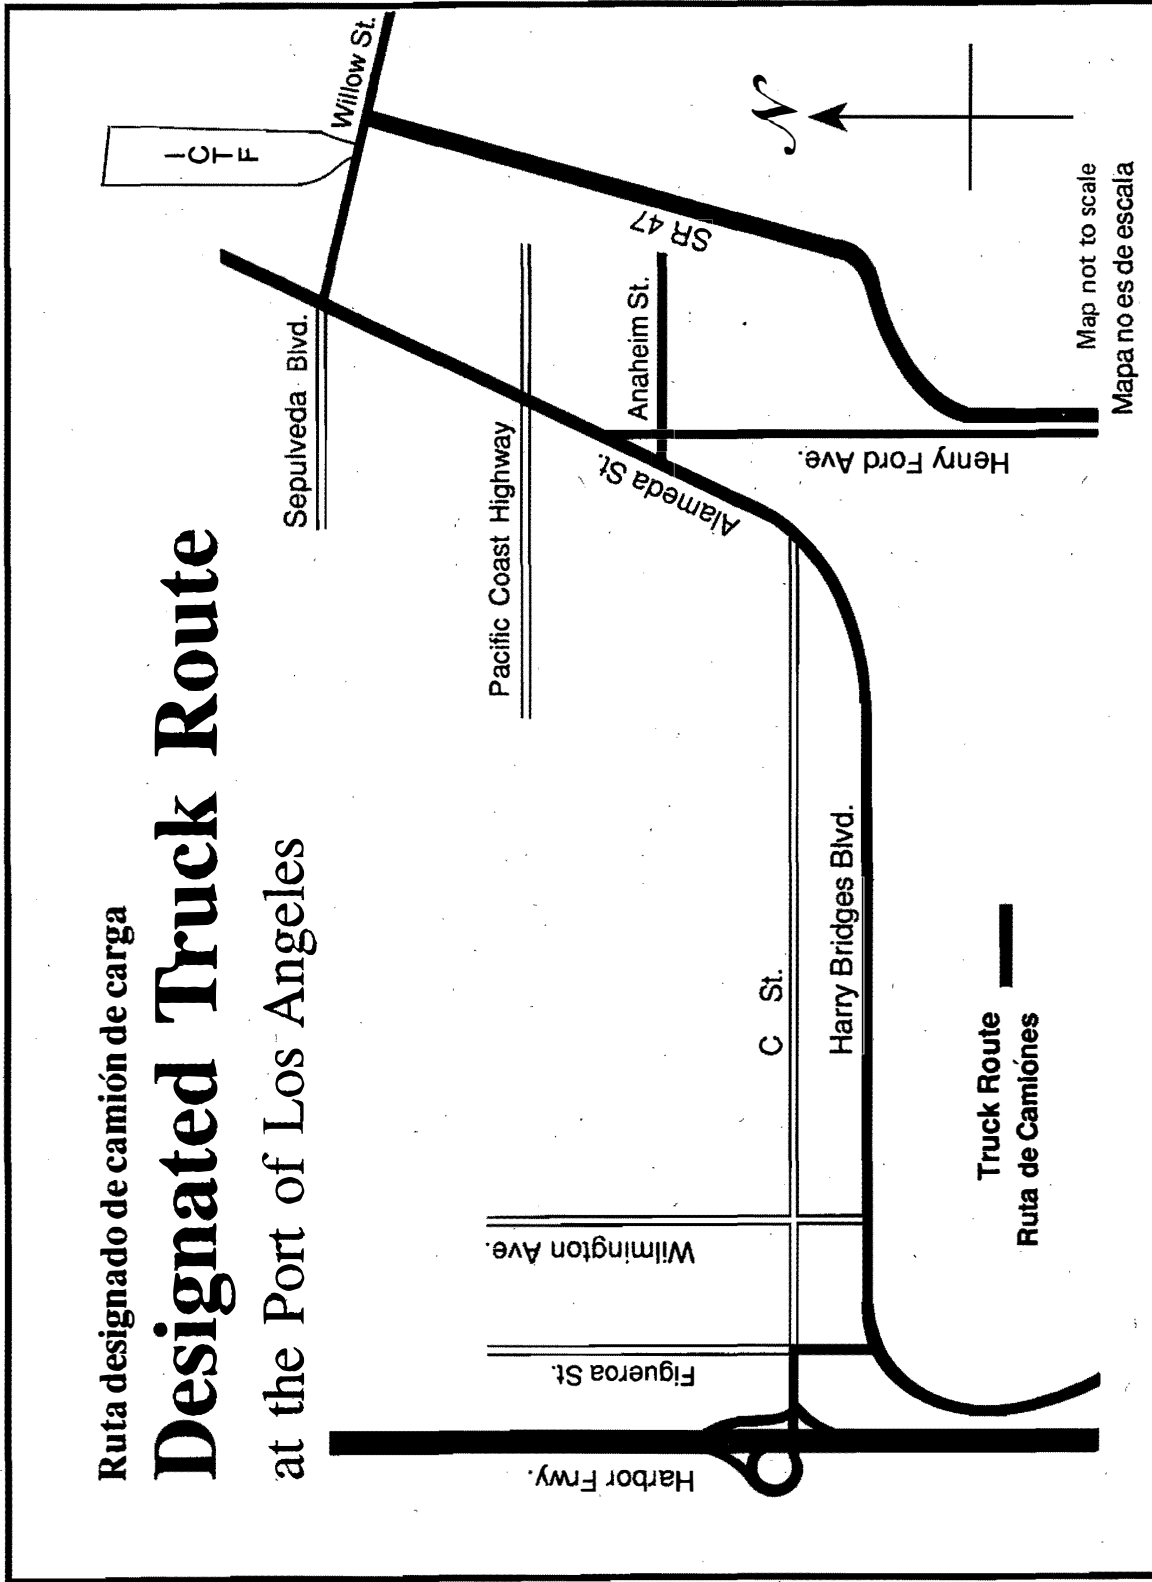 Ruta designado de camión de carga
Designated Truck Route
at the Port of Los Angeles
ICTF
Willow St.
Sepulveda Blvd.
Pacific Coast Highway
Anaheim St.
SR 47
Alameda St.
Henry Ford Ave.
N
C St.
Harry Bridges Blvd.
Wilmington Ave.
Figueroa St.
Harbor Frwy.
Truck Route
Ruta de Camiónes
Map not to scale
Mapa no es de escala